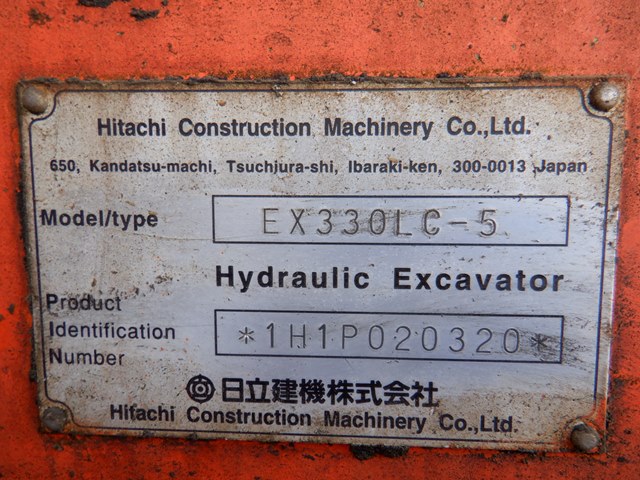 Hitachi Construction Machinery Co.,Ltd.
650, Kandatsu-machi, Tsuchiura-shi, Ibaraki-ken, 300-0013 ,Japan
Model/type EX330LC-5
Hydraulic Excavator
Product
Identification
Number
*1H1P020320*
日立建機株式会社
Hitachi Construction Machinery Co.,Ltd.